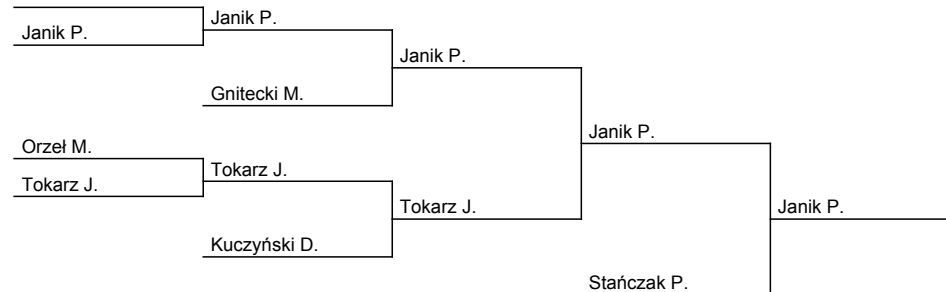 Janik P.
Janik P.
Janik P.
Gnitecki M.
Janik P.
Orzeł M.
Tokarz J.
Tokarz J.
Tokarz J.
Janik P.
Kuczyński D.
Stańczak P.